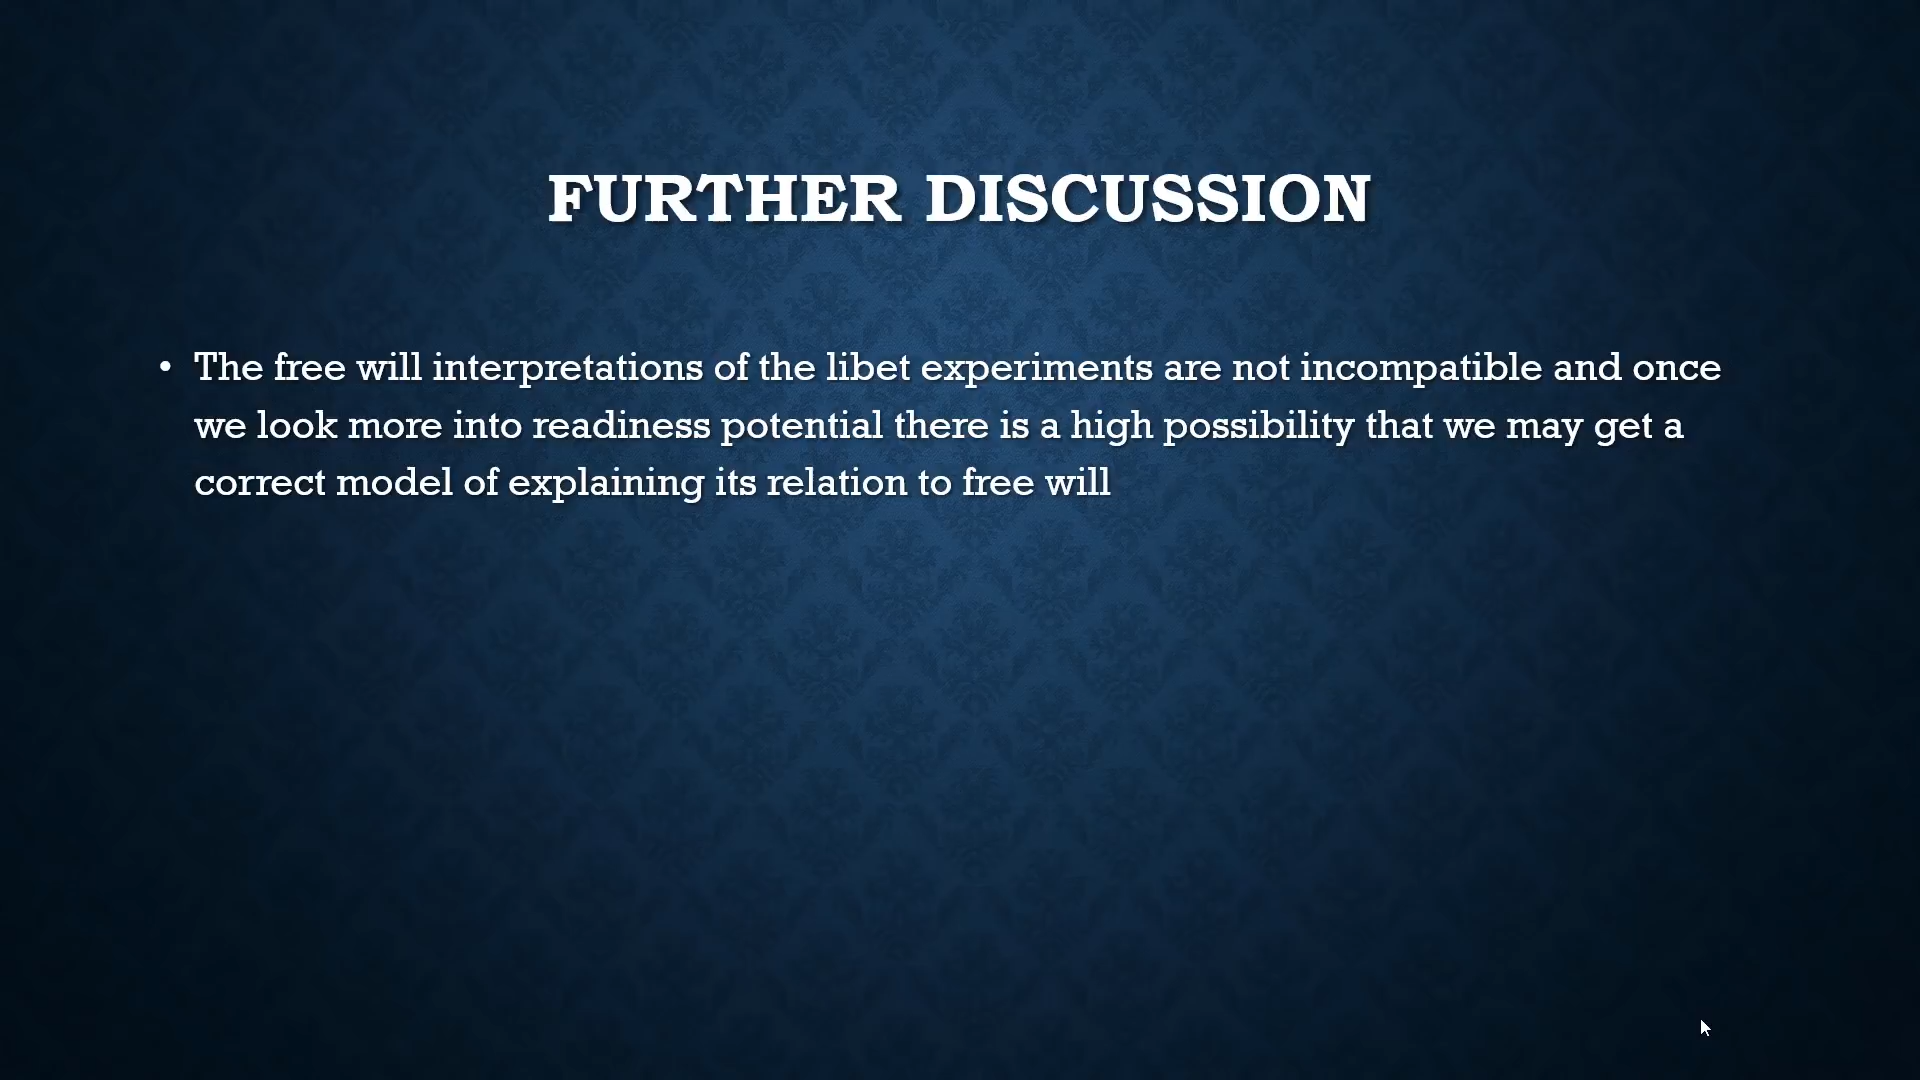 FURTHER DISCUSSION
• The free will interpretations of the libet experiments are not incompatible and once
we look more into readiness potential there is a high possibility that we may get a
correct model of explaining its relation to free will